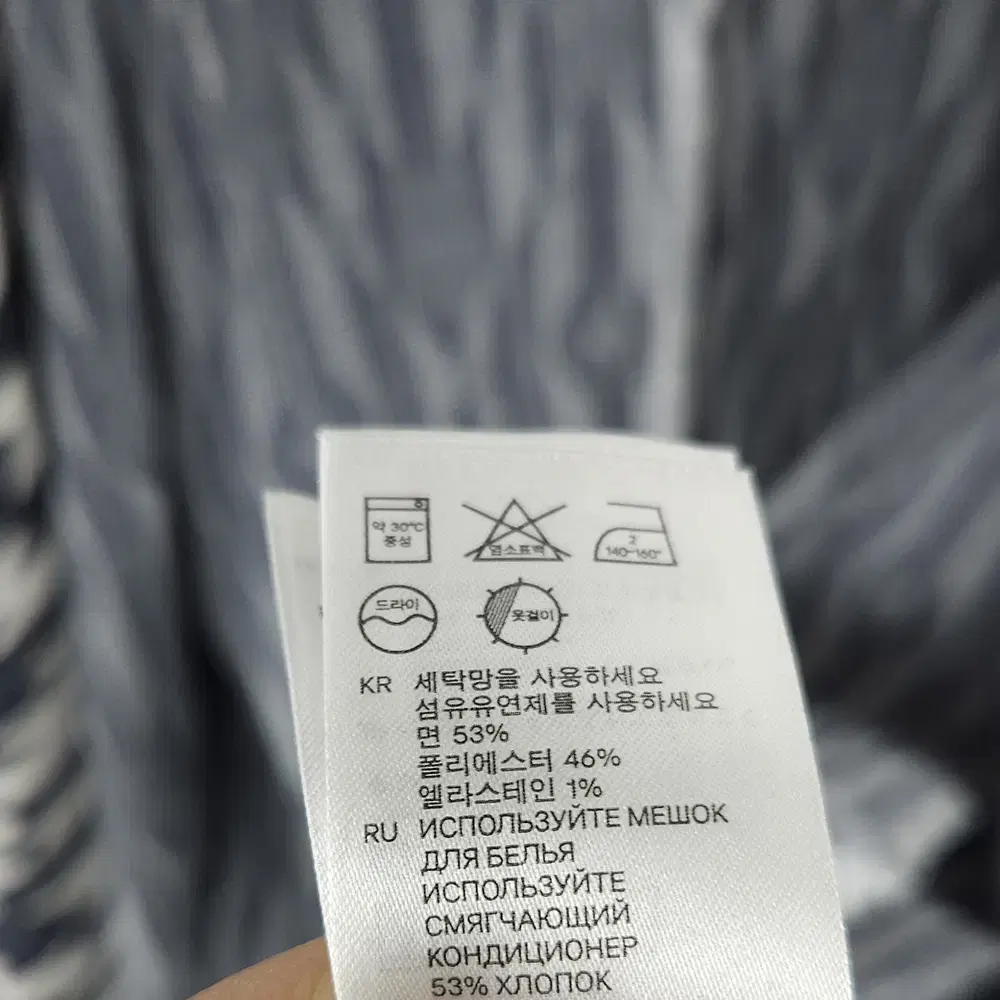 약 30℃
중성
염소표백
2
140~160°
드라이
옷걸이
KR 세탁망을 사용하세요
섬유유연제를 사용하세요
면 53%
폴리에스터 46%
엘라스테인 1%
RU ИСПОЛЬЗУЙТЕ МЕШОК
ДЛЯ БЕЛЬЯ
ИСПОЛЬЗУЙТЕ
СМЯГЧАЮЩИЙ
КОНДИЦИОНЕР
53% ХЛОПОК